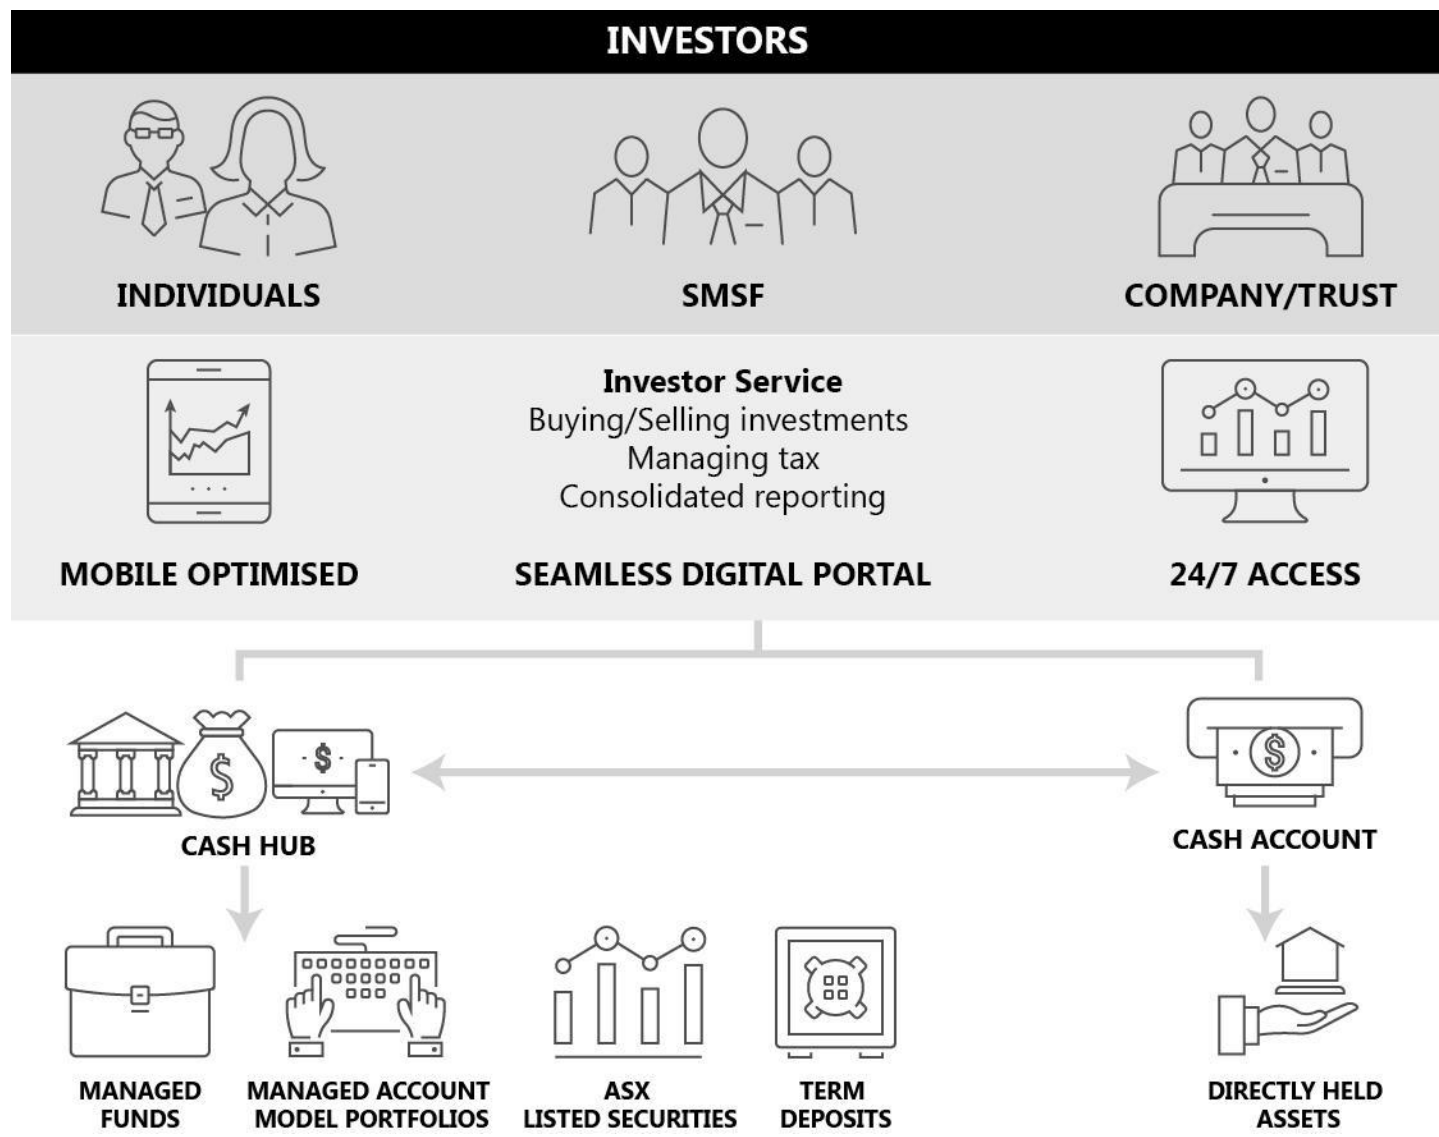 INVESTORS
INDIVIDUALS
SMSF
COMPANY/TRUST
Investor Service
Buying/Selling investments
Managing tax
Consolidated reporting
MOBILE OPTIMISED
SEAMLESS DIGITAL PORTAL
24/7 ACCESS
$
$
$
CASH HUB
CASH ACCOUNT
MANAGED
FUNDS
MANAGED ACCOUNT
MODEL PORTFOLIOS
ASX
LISTED SECURITIES
TERM
DEPOSITS
DIRECTLY HELD
ASSETS